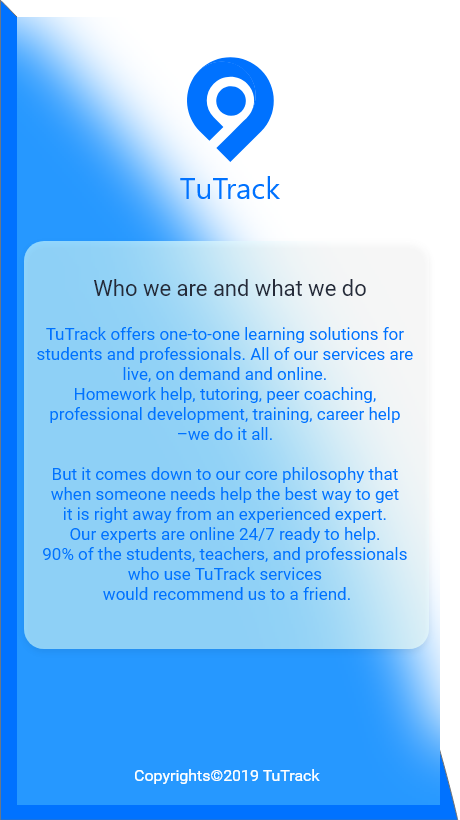 TuTrack
Who we are and what we do
TuTrack offers one-to-one learning solutions for
students and professionals. All of our services are
live, on demand and online.
Homework help, tutoring, peer coaching,
professional development, training, career help
–we do it all.
But it comes down to our core philosophy that
when someone needs help the best way to get
it is right away from an experienced expert.
Our experts are online 24/7 ready to help.
90% of the students, teachers, and professionals
who use TuTrack services
would recommend us to a friend.
Copyrights©2019 TuTrack